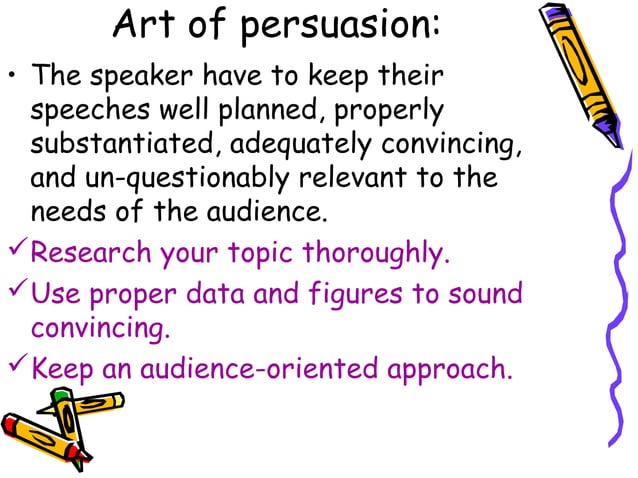 Art of persuasion:
• The speaker have to keep their
speeches well planned, properly
substantiated, adequately convincing,
and un-questionably relevant to the
needs of the audience.
✓Research your topic thoroughly.
✓Use proper data and figures to sound
convincing.
✓Keep an audience-oriented approach.